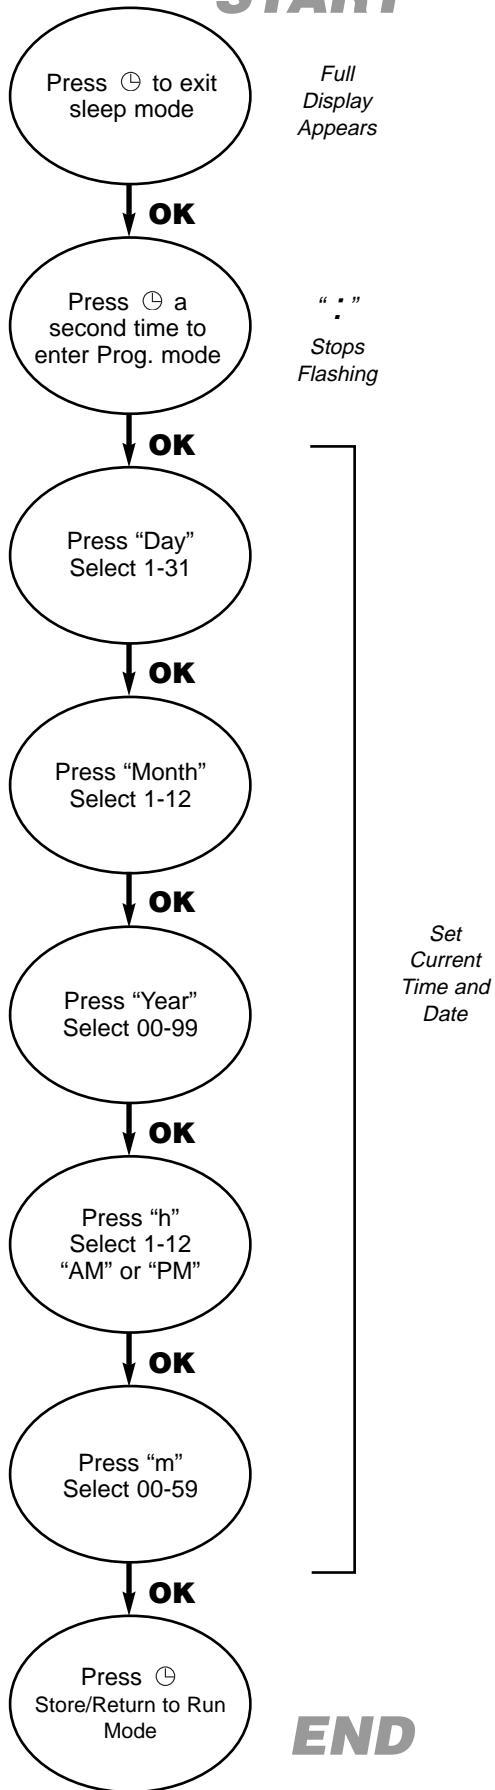 START
Press to exit
sleep mode
Full
Display
Appears
OK
Press a
second time to
enter Prog. mode
“ : ”
Stops
Flashing
OK
Press “Day”
Select 1-31
OK
Press “Month”
Select 1-12
OK
Press “Year”
Select 00-99
Set
Current
Time and
Date
OK
Press “h”
Select 1-12
“AM” or “PM”
OK
Press “m”
Select 00-59
OK
Press
Store/Return to Run
Mode
END